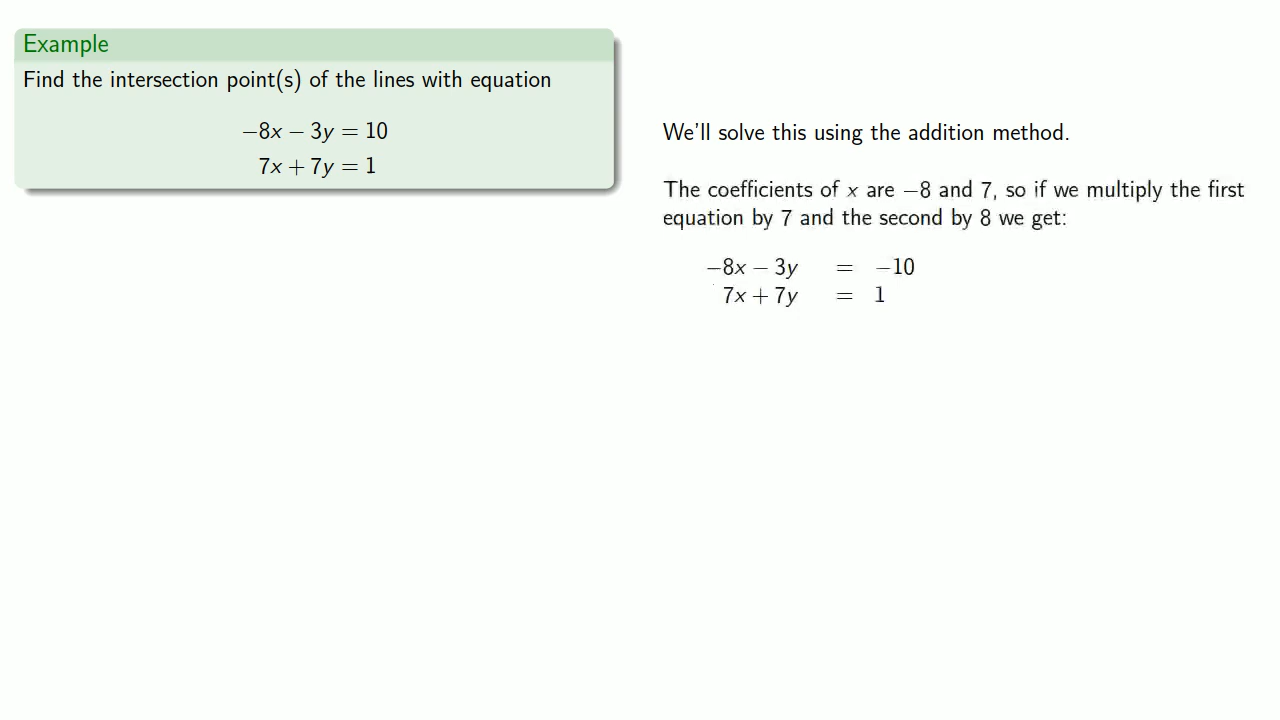 Example
Find the intersection point(s) of the lines with equation
−8x − 3y = 10
7x + 7y = 1
We'll solve this using the addition method.
The coefficients of x are −8 and 7, so if we multiply the first
equation by 7 and the second by 8 we get:
−8x − 3y = −10
7x + 7y = 1